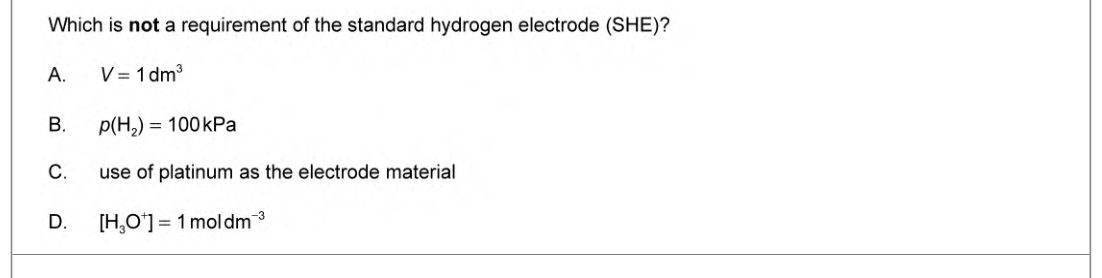 Which is not a requirement of the standard hydrogen electrode (SHE)?
A. V = 1 dm³
B. p(H₂) = 100 kPa
C. use of platinum as the electrode material
D. [H₃O⁺] = 1 mol dm⁻³